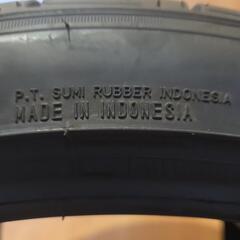 P.T. SUMI RUBBER INDONESIA
MADE IN INDONESIA